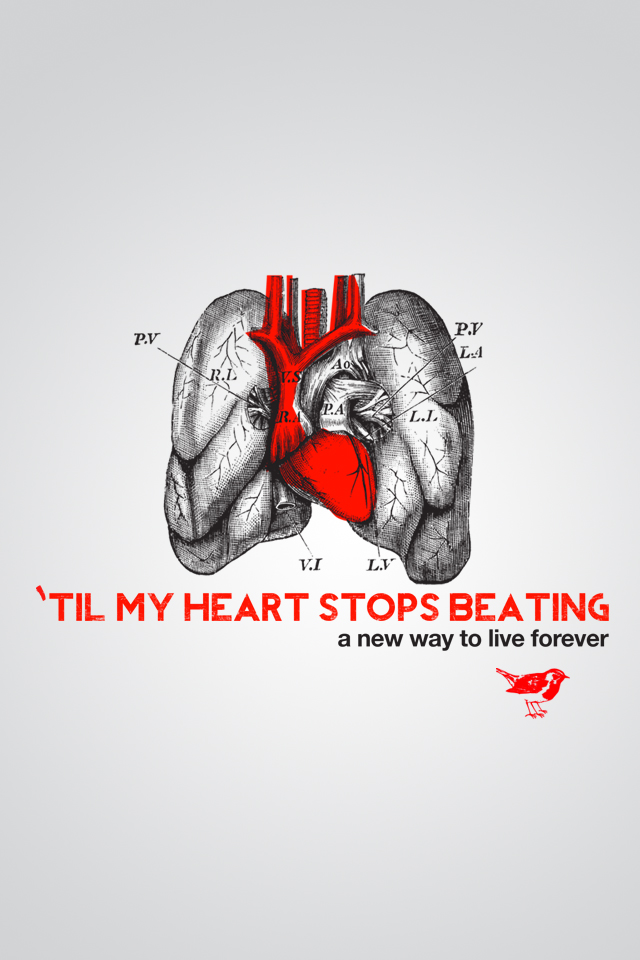 P.V
P.V
L.A
R.L
V.S
Ao
R.A
P.A
L.L
V.I
L.V
'TIL MY HEART STOPS BEATING
a new way to live forever